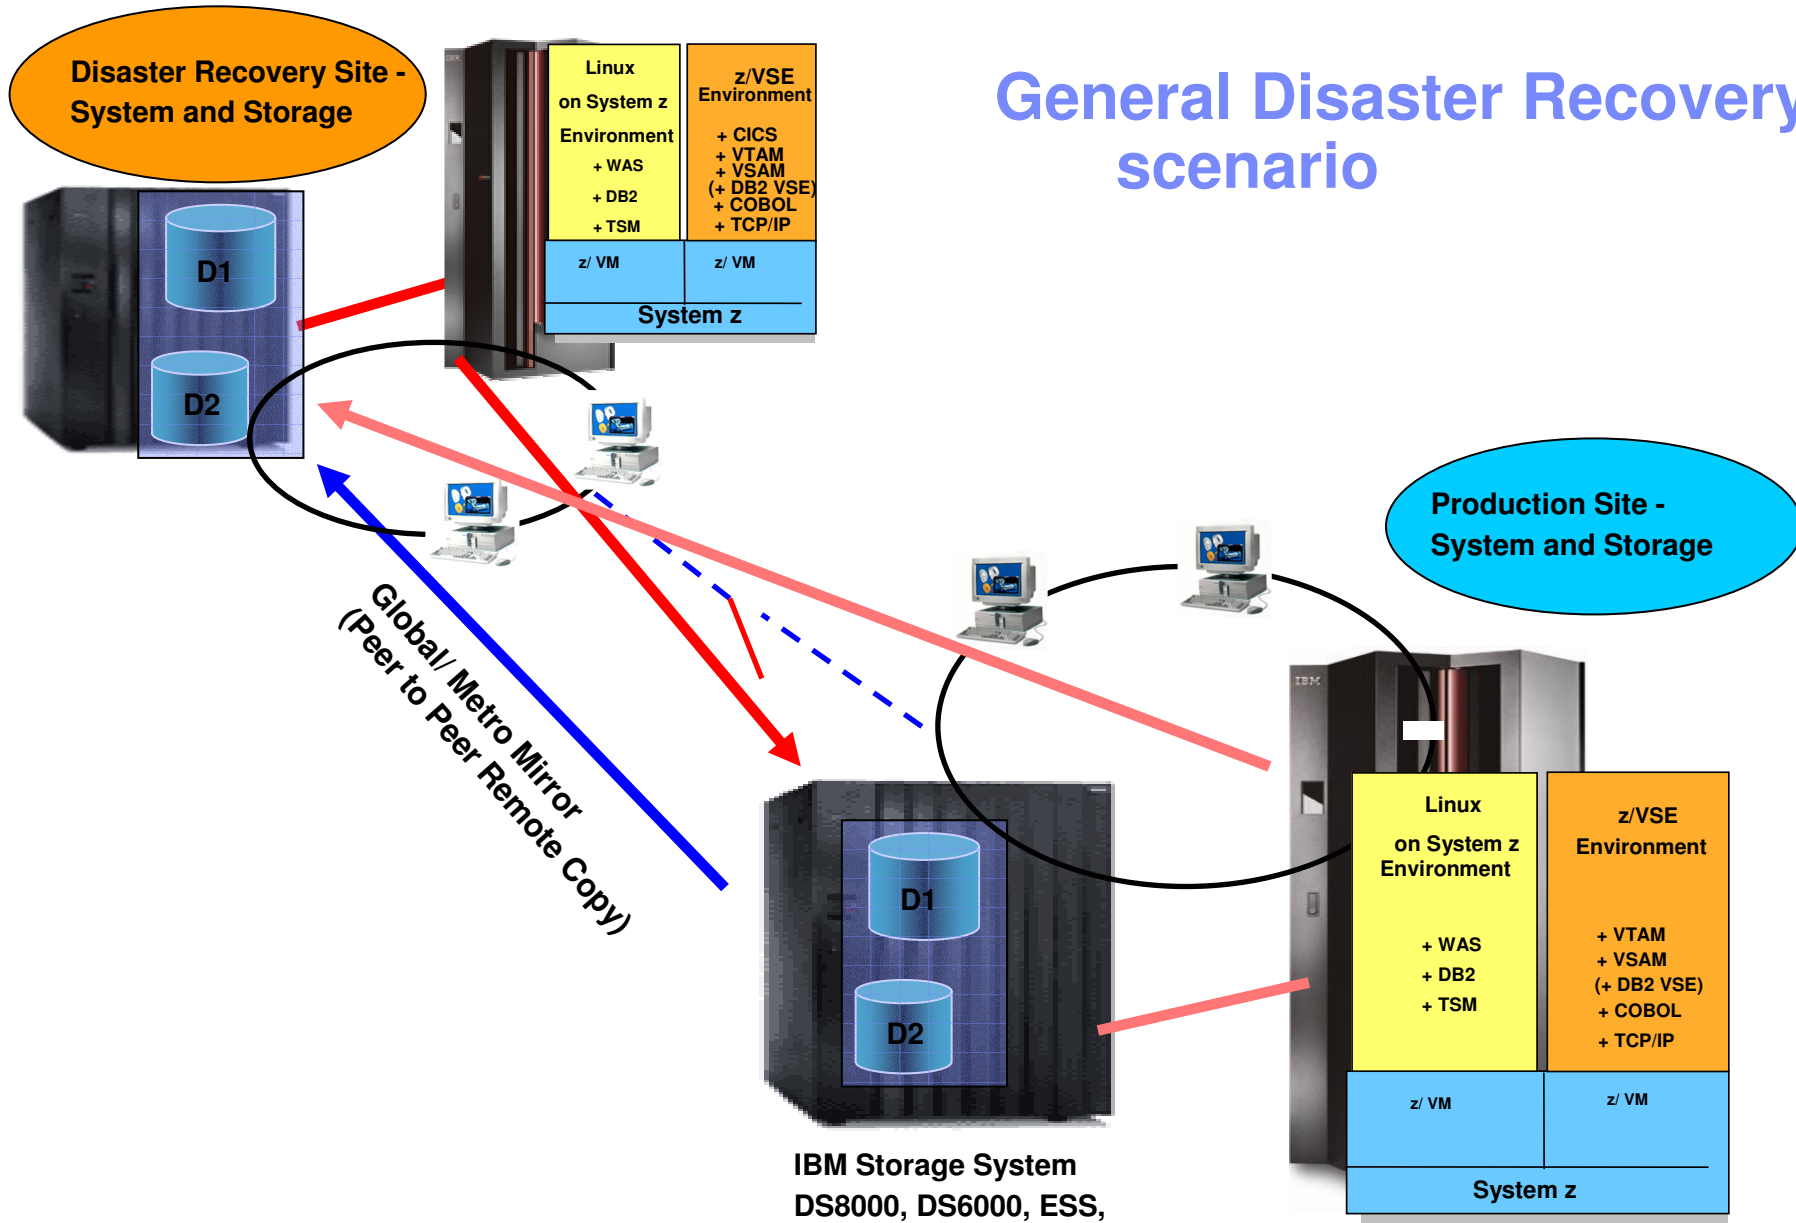 General Disaster Recovery
scenario
Disaster Recovery Site -
System and Storage
IBM
Linux
on System z
Environment
+ WAS
+ DB2
+ TSM
z/VSE
Environment
+ CICS
+ VTAM
+ VSAM
(+ DB2 VSE)
+ COBOL
+ TCP/IP
z/ VM
z/ VM
System z
D1
D2
Global/ Metro Mirror
(Peer to Peer Remote Copy)
Production Site -
System and Storage
IBM
Linux
on System z
Environment
+ WAS
+ DB2
+ TSM
z/VSE
Environment
+ VTAM
+ VSAM
(+ DB2 VSE)
+ COBOL
+ TCP/IP
z/ VM
z/ VM
System z
D1
D2
IBM Storage System
DS8000, DS6000, ESS,